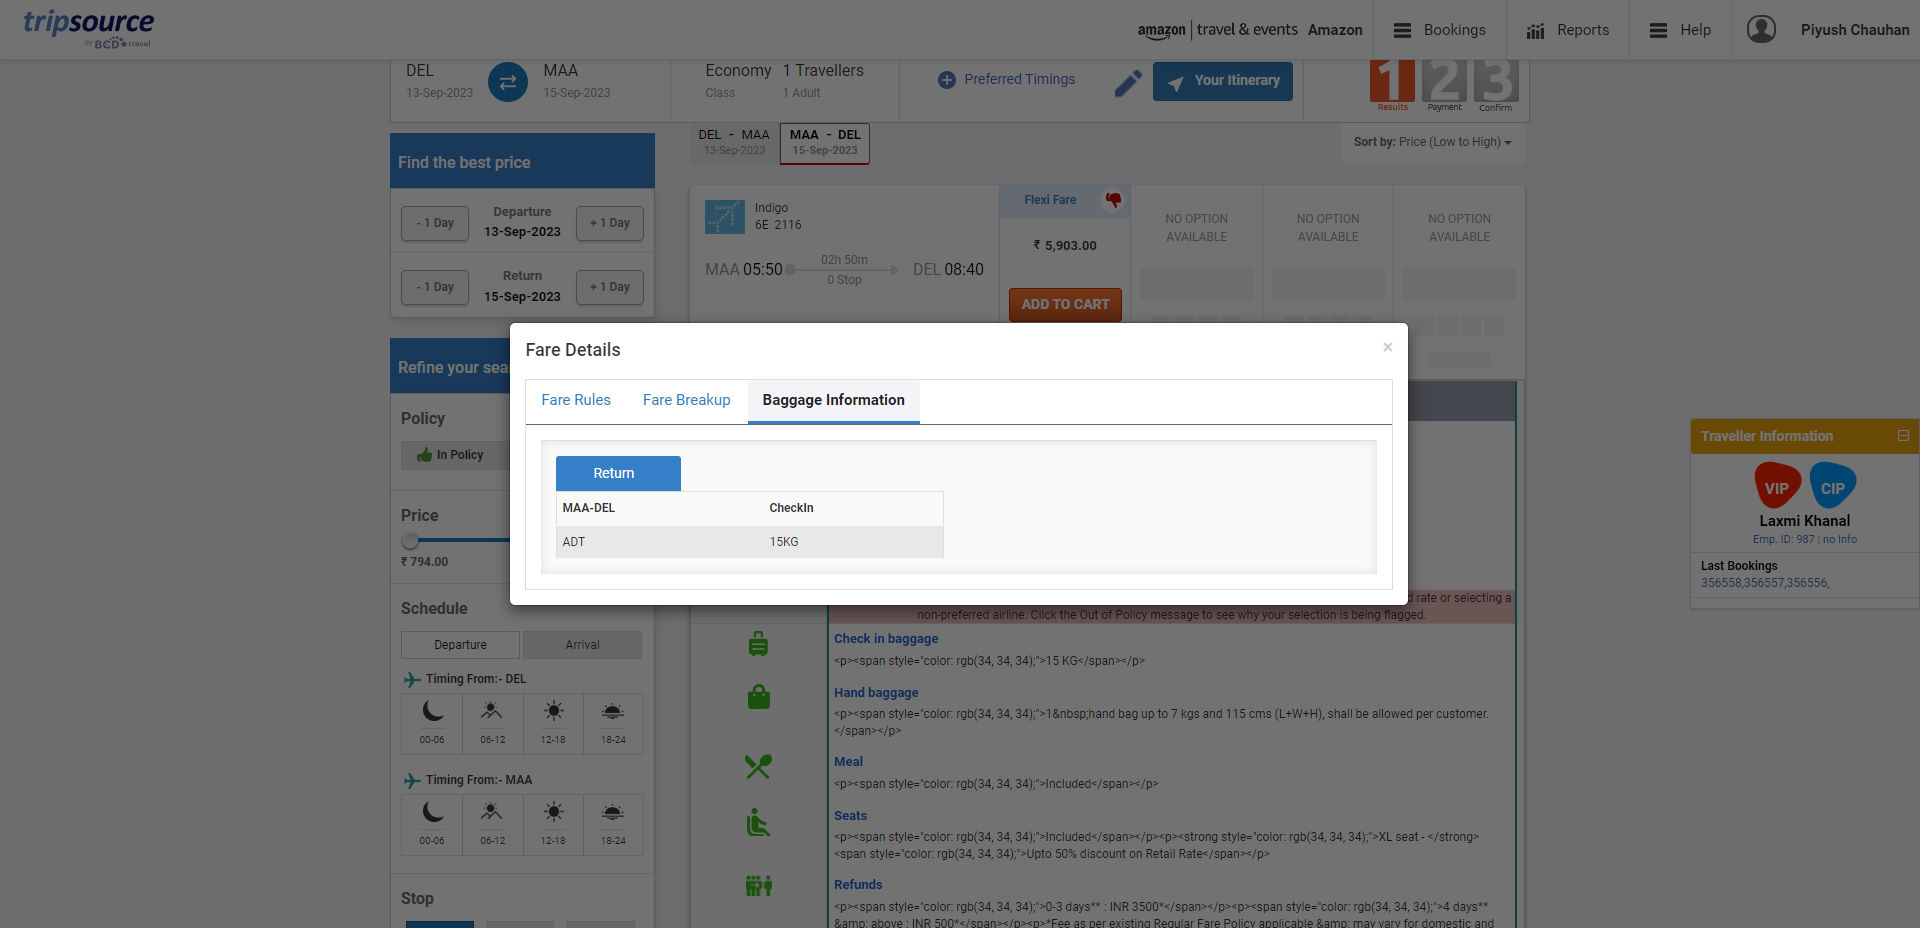 tripsource
by BCD travel
amazon | travel & events Amazon
Bookings
Reports
Help
Piyush Chauhan
DEL
13-Sep-2023
MAA
15-Sep-2023
Economy
Class
1 Travellers
1 Adult
Preferred Timings
Your Itinerary
1 2 3
Results Payment Confirm
Find the best price
- 1 Day
Departure
13-Sep-2023
+ 1 Day
- 1 Day
Return
15-Sep-2023
+ 1 Day
DEL - MAA
13-Sep-2023
MAA - DEL
15-Sep-2023
Sort by: Price (Low to High)
Indigo
6E 2116
MAA 05:50
02h 50m
0 Stop
DEL 08:40
Flexi Fare
₹ 5,903.00
ADD TO CART
NO OPTION
AVAILABLE
NO OPTION
AVAILABLE
NO OPTION
AVAILABLE
Refine your sea
Policy
In Policy
Price
₹ 794.00
Schedule
Departure
Arrival
Timing From:- DEL
00-06 06-12 12-18 18-24
Timing From:- MAA
00-06 06-12 12-18 18-24
Stop
Fare Details
×
Fare Rules
Fare Breakup
Baggage Information
Return
MAA-DEL CheckIn
ADT 15KG
d rate or selecting a
non-preferred airline. Click the Out of Policy message to see why your selection is being flagged.
Check in baggage
<p><span style="color: rgb(34, 34, 34);">15 KG</span></p>
Hand baggage
<p><span style="color: rgb(34, 34, 34);">1&nbsp;hand bag up to 7 kgs and 115 cms (L+W+H), shall be allowed per customer.
</span></p>
Meal
<p><span style="color: rgb(34, 34, 34);">Included</span></p>
Seats
<p><span style="color: rgb(34, 34, 34);">Included</span></p><p><strong style="color: rgb(34, 34, 34);">XL seat - </strong>
<span style="color: rgb(34, 34, 34);">Upto 50% discount on Retail Rate</span></p>
Refunds
<p><span style="color: rgb(34, 34, 34);">0-3 days** : INR 3500*</span></p><p><span style="color: rgb(34, 34, 34);">4 days**
&amp; above : INR 500*</span></p><p>*Fee as per existing Regular Fare Policy applicable &amp; may vary for domestic and
Traveller Information
VIP
CIP
Laxmi Khanal
Emp. ID: 987 | no Info
Last Bookings
356558,356557,356556,